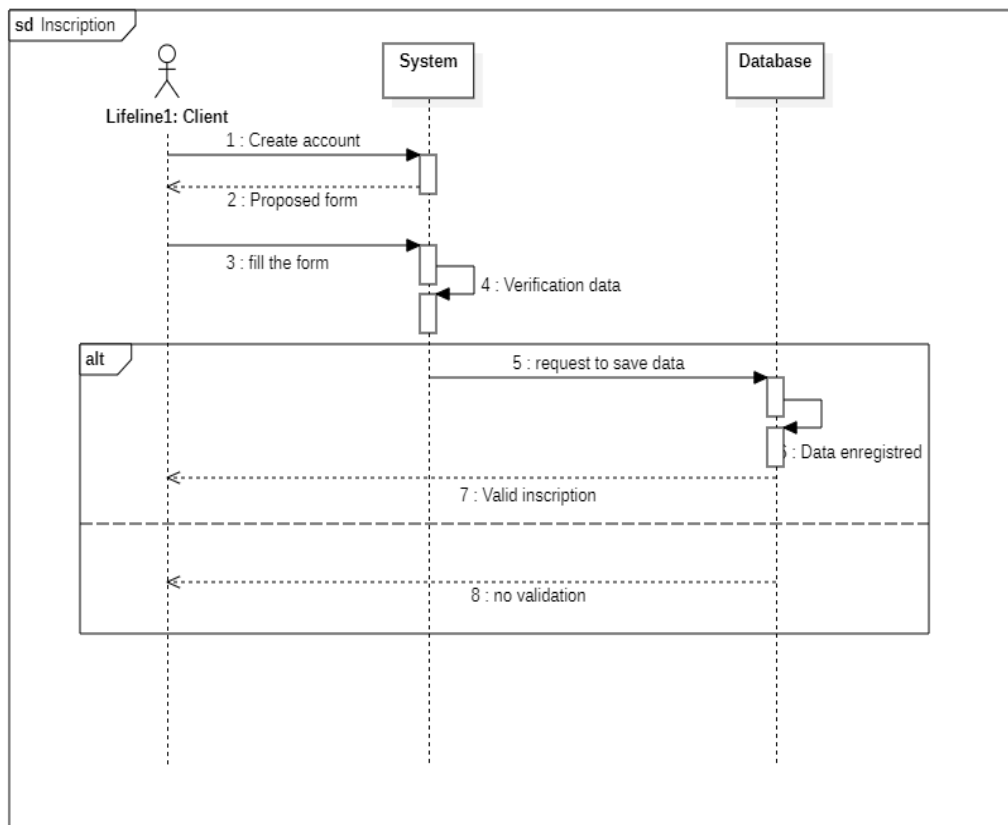 sd Inscription
System
Database
Lifeline1: Client
1 : Create account
2 : Proposed form
3 : fill the form
4 : Verification data
alt
5 : request to save data
6 : Data enregistred
7 : Valid inscription
8 : no validation